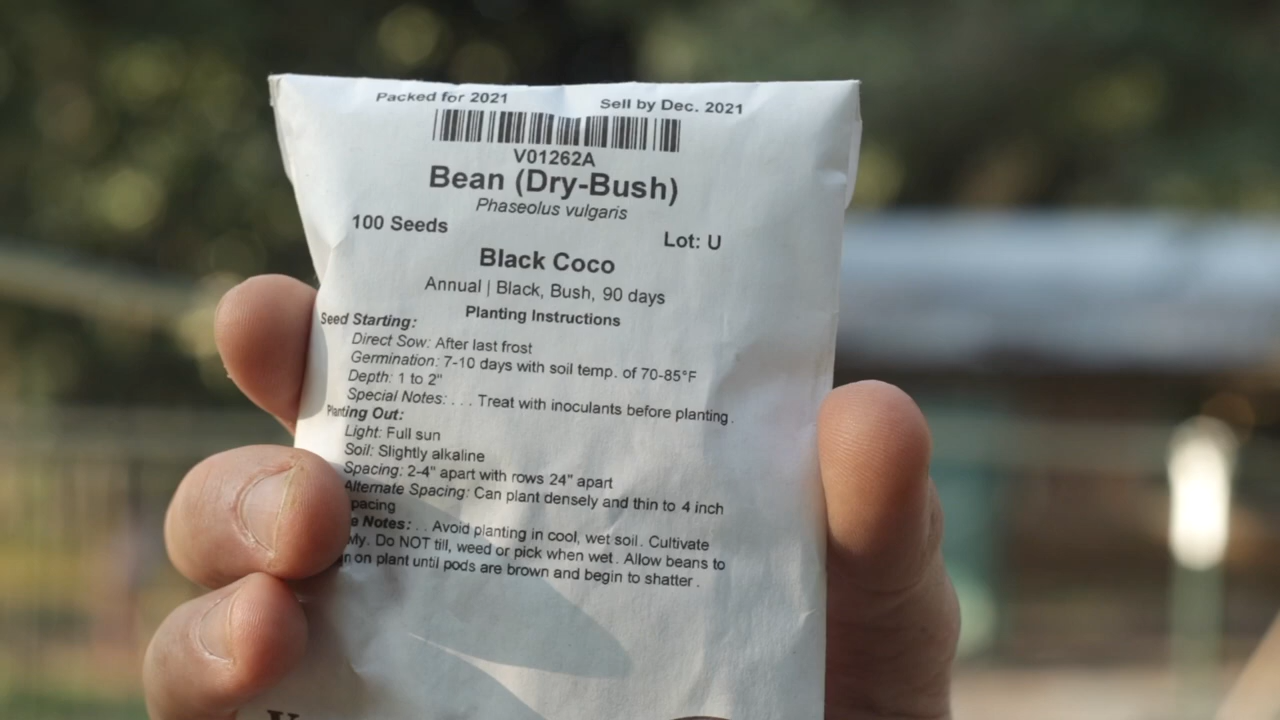 Packed for 2021 Sell by Dec. 2021
V01262A
Bean (Dry-Bush)
Phaseolus vulgaris
100 Seeds Lot: U
Black Coco
Annual | Black, Bush, 90 days
Planting Instructions
Seed Starting:
Direct Sow: After last frost
Germination: 7-10 days with soil temp. of 70-85°F
Depth: 1 to 2"
Special Notes: . . . Treat with inoculants before planting.
Planting Out:
Light: Full sun
Soil: Slightly alkaline
Spacing: 2-4" apart with rows 24" apart
Alternate Spacing: Can plant densely and thin to 4 inch
pacing
e Notes: . . Avoid planting in cool, wet soil. Cultivate
Do NOT till, weed or pick when wet. Allow beans to
on plant until pods are brown and begin to shatter.